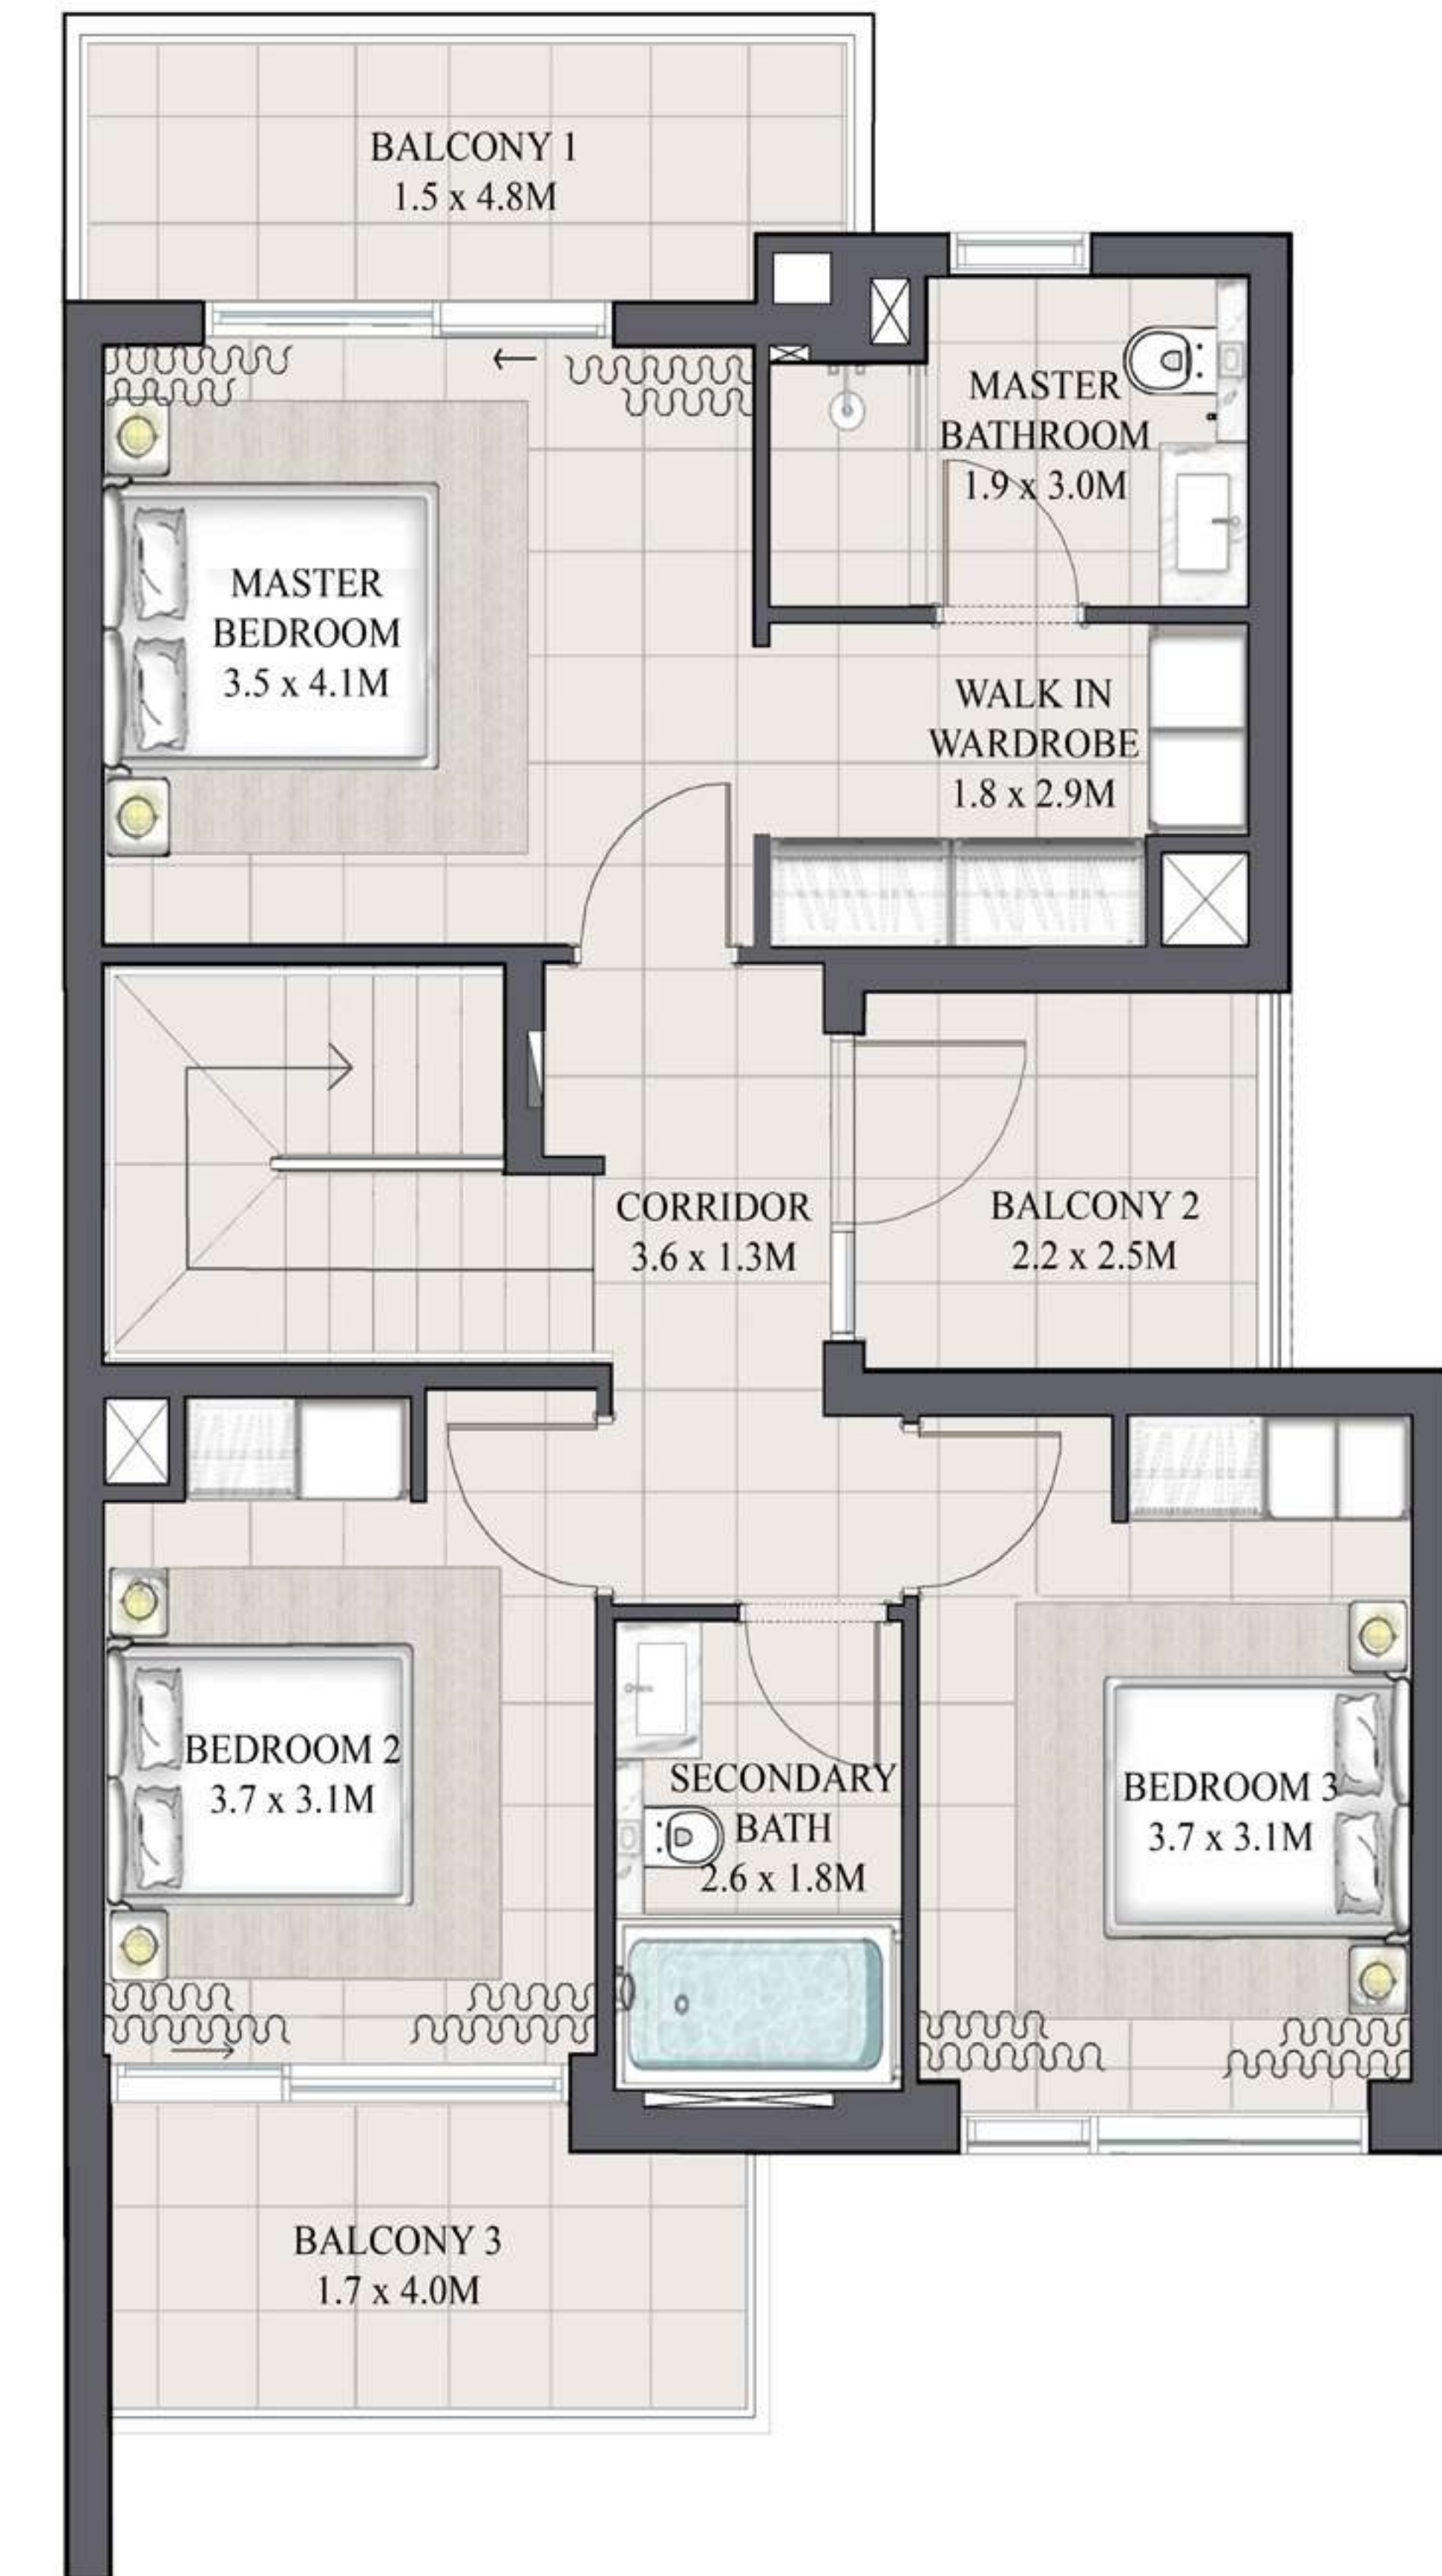 BALCONY 1
1.5 x 4.8M
MASTER
BATHROOM
1.9 x 3.0M
MASTER
BEDROOM
3.5 x 4.1M
WALK IN
WARDROBE
1.8 x 2.9M
CORRIDOR
3.6 x 1.3M
BALCONY 2
2.2 x 2.5M
BEDROOM 2
3.7 x 3.1M
SECONDARY
BATH
2.6 x 1.8M
BEDROOM 3
3.7 x 3.1M
BALCONY 3
1.7 x 4.0M